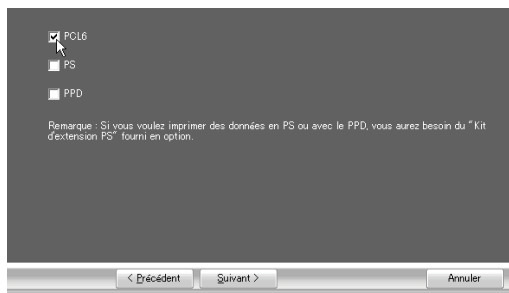 PCL6
PS
PPD
Remarque : Si vous voulez imprimer des données en PS ou avec le PPD, vous aurez besoin du "Kit
d'extension PS" fourni en option.
< Précédent
Suivant >
Annuler